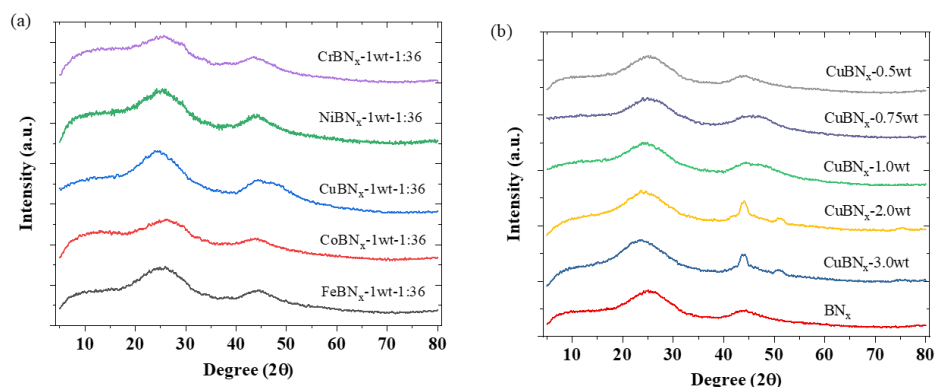 (a)
CrBNx-1wt-1:36
NiBNx-1wt-1:36
CuBNx-1wt-1:36
CoBNx-1wt-1:36
FeBNx-1wt-1:36
Intensity (a.u.)
10 20 30 40 50 60 70 80
Degree (2θ)
(b)
CuBNx-0.5wt
CuBNx-0.75wt
CuBNx-1.0wt
CuBNx-2.0wt
CuBNx-3.0wt
BNx
Intensity (a.u.)
10 20 30 40 50 60 70 80
Degree (2θ)